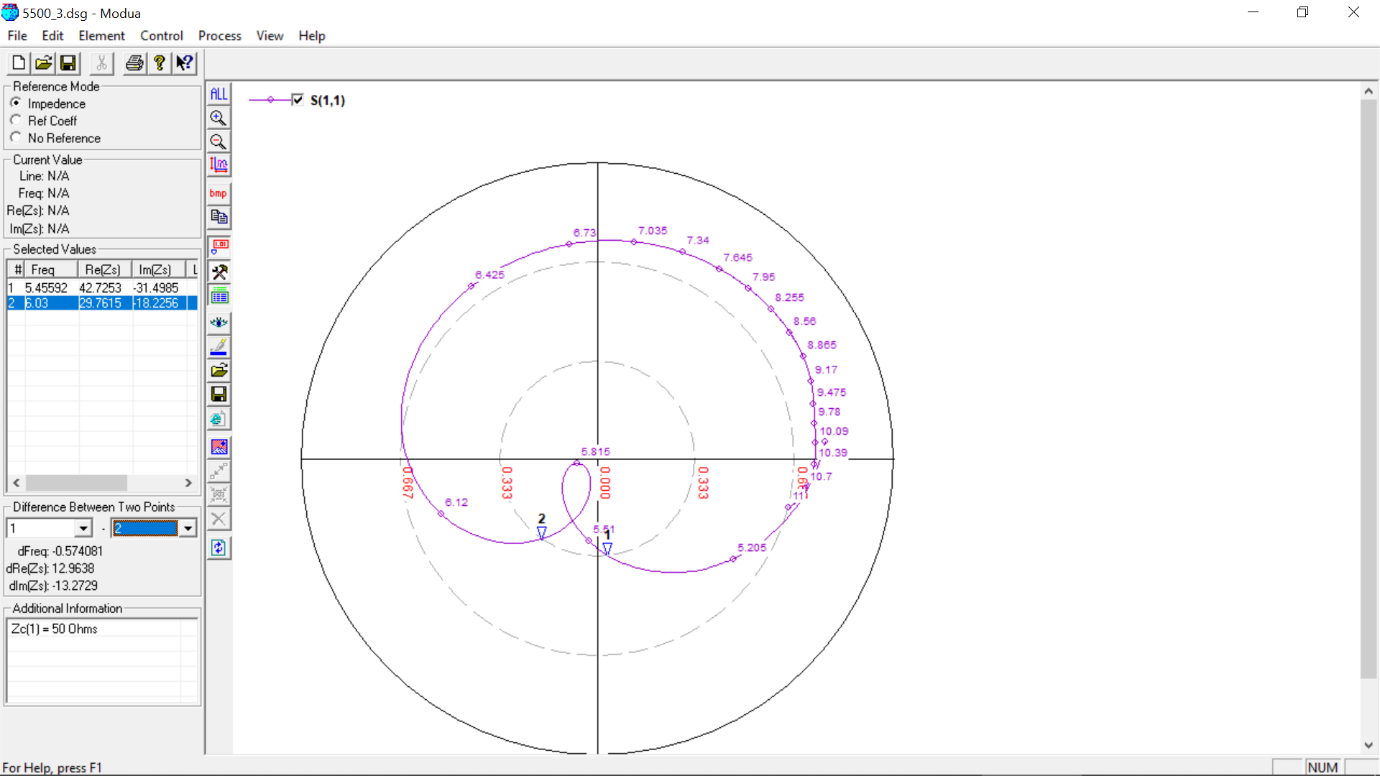 5500_3.dsg - Modua
File Edit Element Control Process View Help
Reference Mode
Impedence
Ref Coeff
No Reference
Current Value
Line: N/A
Freq: N/A
Re(Zs): N/A
Im(Zs): N/A
Selected Values
# Freq Re(Zs) Im(Zs) L
1 5.45592 42.7253 -31.4985
2 6.03 29.7615 -18.2256
Difference Between Two Points
1 - 2
dFreq: -0.574081
dRe(Zs): 12.9638
dIm(Zs): -13.2729
Additional Information
Zc(1) = 50 Ohms
ALL
bmp
S(1,1)
6.73
7.035
7.34
7.645
7.95
8.255
8.56
8.865
9.17
9.475
9.78
10.09
10.39
10.7
11
6.425
5.815
0.667
0.333
0.000
0.333
6.12
2
5.51
1
5.205
For Help, press F1
NUM